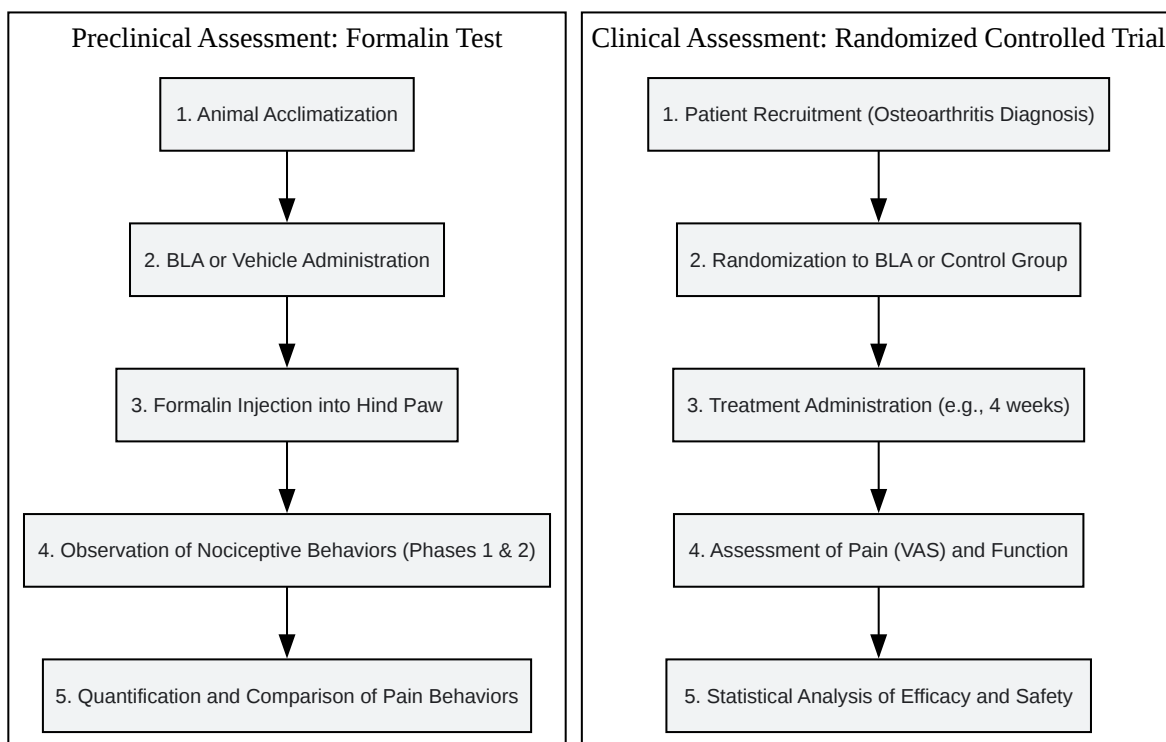 Preclinical Assessment: Formalin Test
1. Animal Acclimatization
2. BLA or Vehicle Administration
3. Formalin Injection into Hind Paw
4. Observation of Nociceptive Behaviors (Phases 1 & 2)
5. Quantification and Comparison of Pain Behaviors
Clinical Assessment: Randomized Controlled Trial
1. Patient Recruitment (Osteoarthritis Diagnosis)
2. Randomization to BLA or Control Group
3. Treatment Administration (e.g., 4 weeks)
4. Assessment of Pain (VAS) and Function
5. Statistical Analysis of Efficacy and Safety